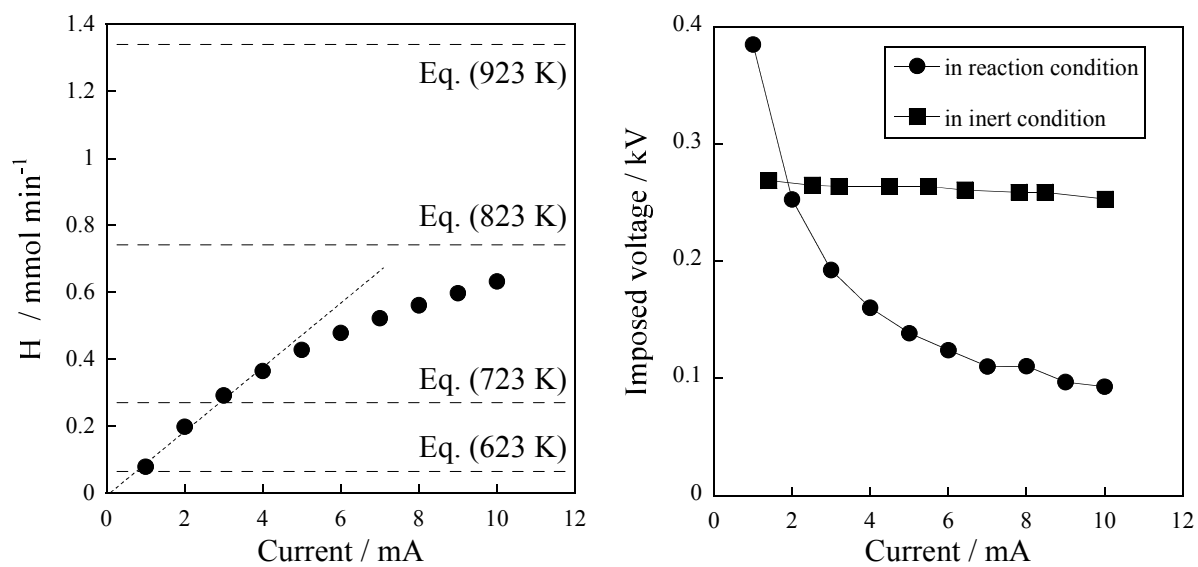 1.4
1.2
1
0.8
0.6
0.4
0.2
0
H / mmol min⁻¹
Eq. (923 K)
Eq. (823 K)
Eq. (723 K)
Eq. (623 K)
0 2 4 6 8 10 12
Current / mA
0.4
0.3
0.2
0.1
0
Imposed voltage / kV
in reaction condition
in inert condition
0 2 4 6 8 10 12
Current / mA